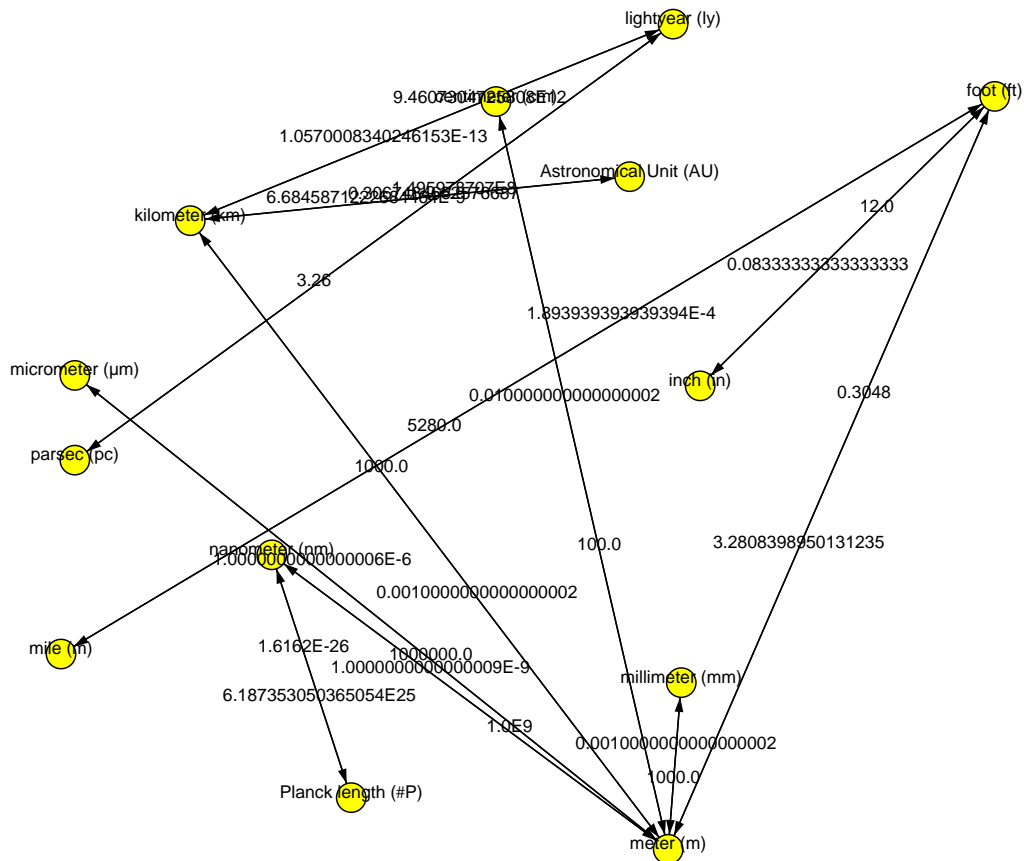 lightyear (ly)
foot (ft)
9.4607304725808E12
centimeter (cm)
1.0570008340246153E-13
Astronomical Unit (AU)
1.495978707E8
kilometer (km)
12.0
0.08333333333333333
3.26
1.893939393939394E-4
micrometer (µm)
inch (in)
0.010000000000000002
0.3048
5280.0
parsec (pc)
1000.0
100.0
3.2808398950131235
nanometer (nm)
1.0000000000000006E-6
0.0010000000000000002
mile (m)
1.6162E-26
1000000.0
1.0000000000000009E-9
millimeter (mm)
6.187353050365054E25
1.0E9
0.0010000000000000002
1000.0
Planck length (#P)
meter (m)